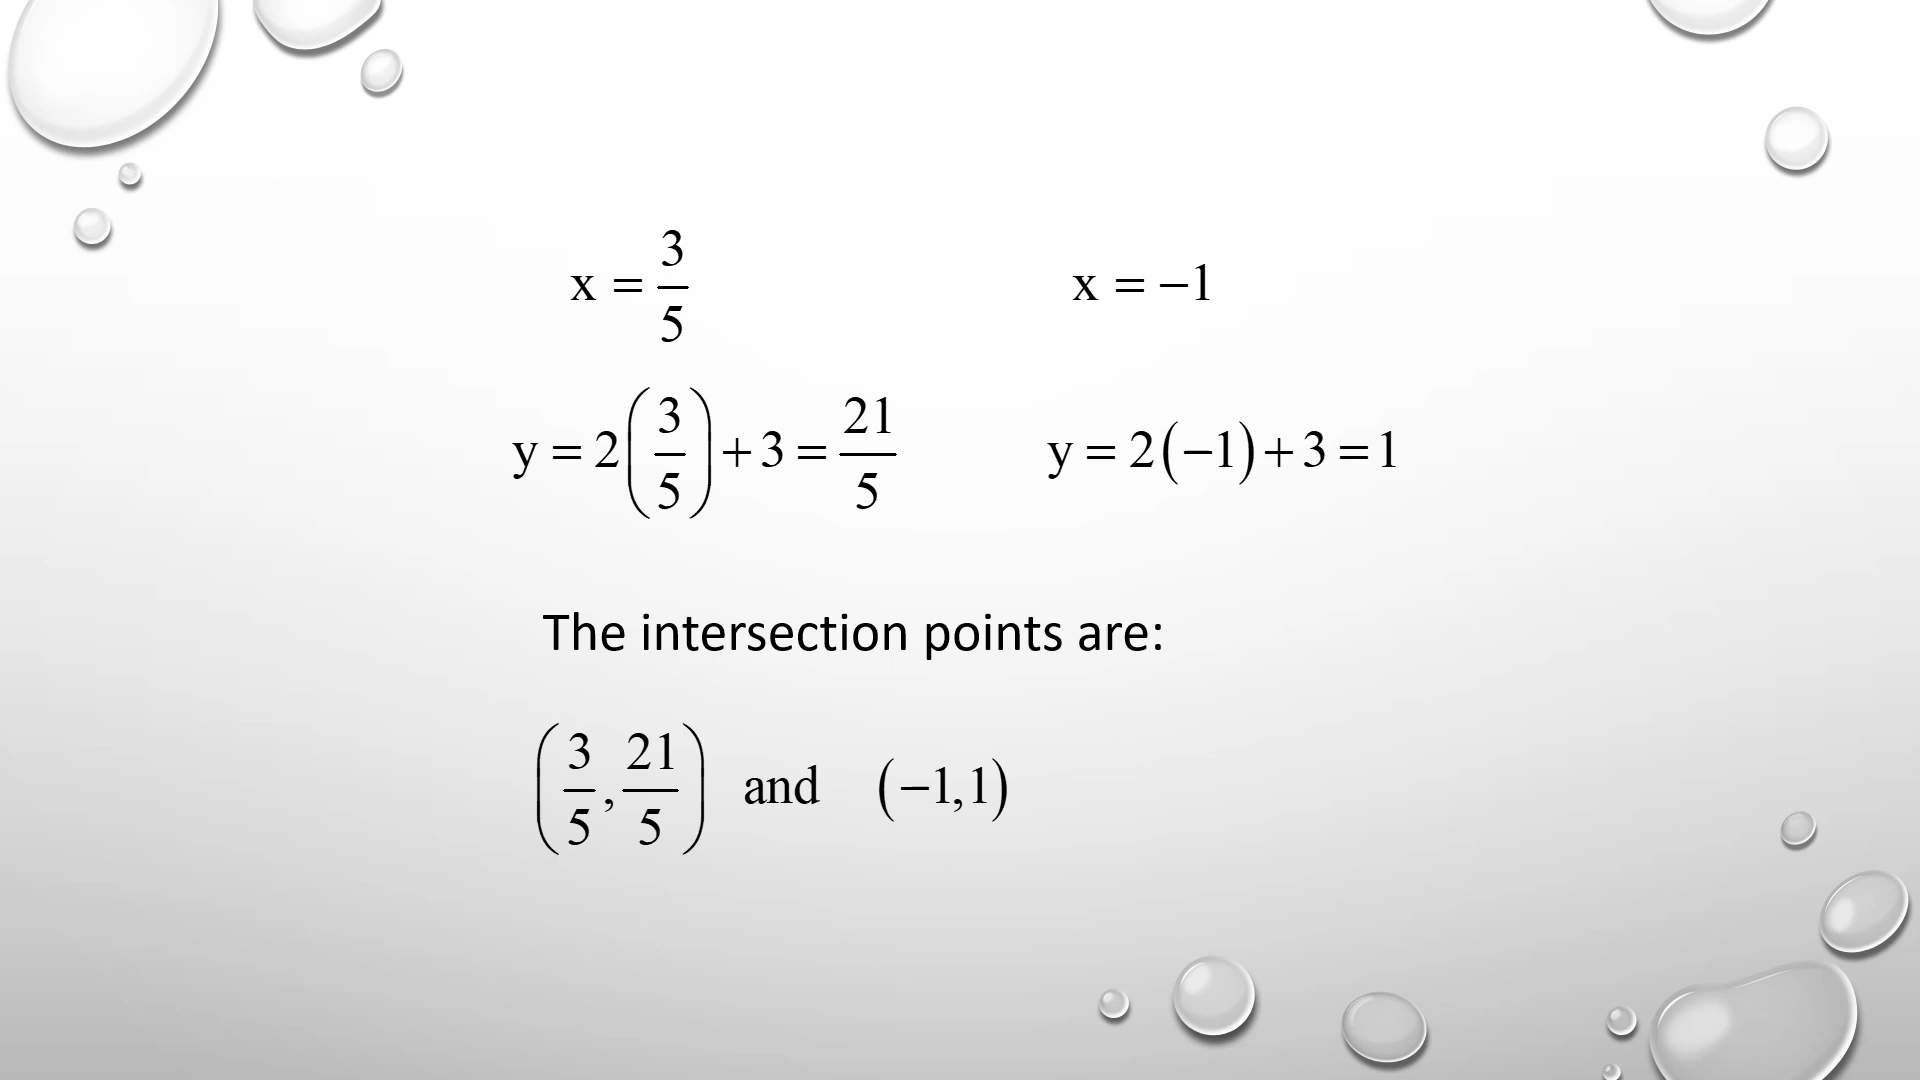 x = 3/5    x = −1
y = 2(3/5) + 3 = 21/5    y = 2(−1) + 3 = 1
The intersection points are:
(3/5, 21/5) and (−1,1)